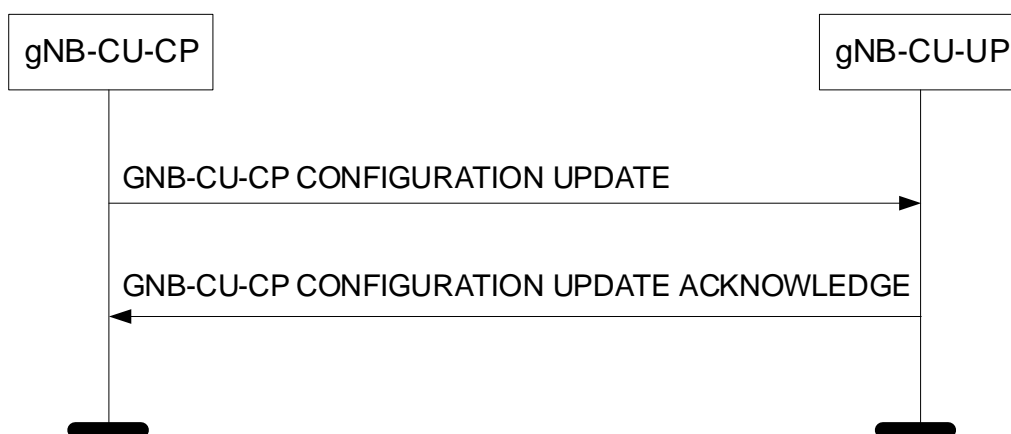 gNB-CU-CP
gNB-CU-UP
GNB-CU-CP CONFIGURATION UPDATE
GNB-CU-CP CONFIGURATION UPDATE ACKNOWLEDGE